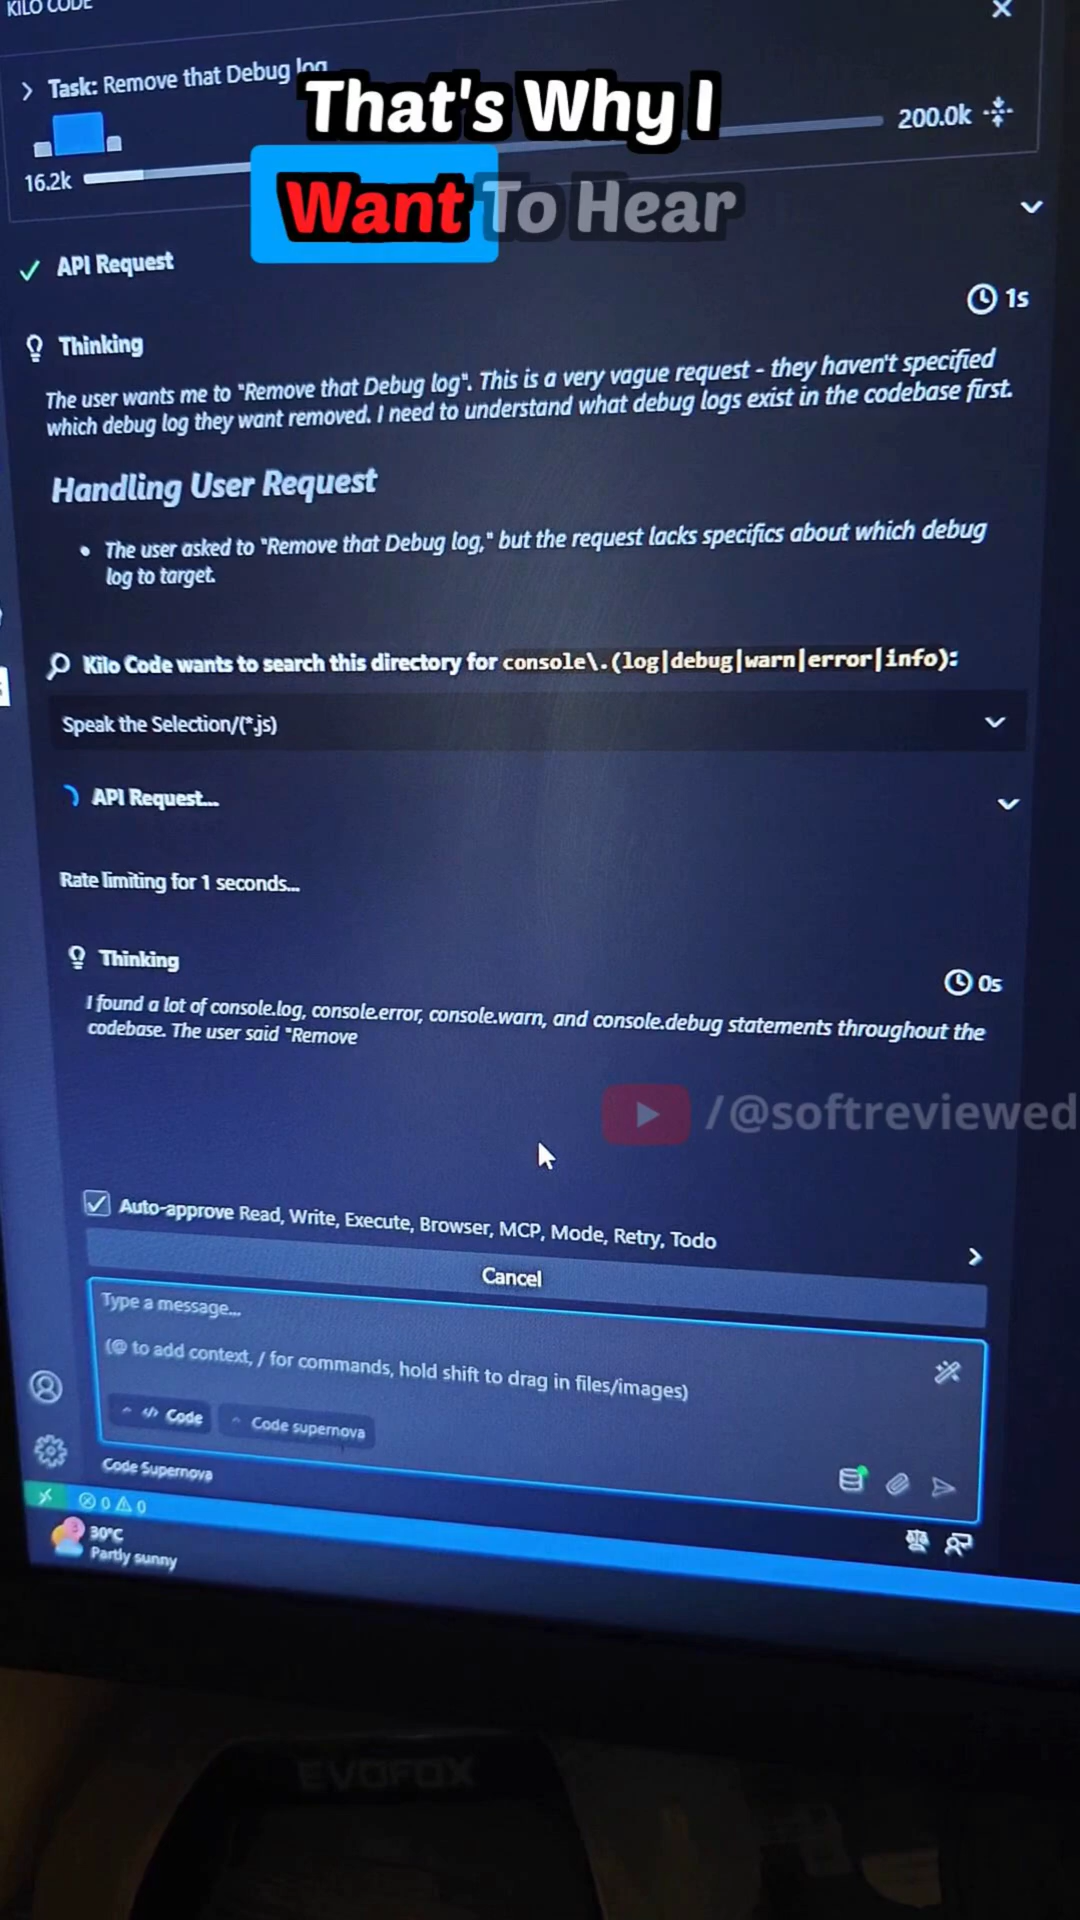 KILO CODE
Task: Remove that Debug log
That's Why I
Want To Hear
16.2k
200.0k
API Request
1s
Thinking
The user wants me to "Remove that Debug log". This is a very vague request - they haven't specified
which debug log they want removed. I need to understand what debug logs exist in the codebase first.
Handling User Request
The user asked to "Remove that Debug log," but the request lacks specifics about which debug
log to target.
Kilo Code wants to search this directory for console\.(log|debug|warn|error|info):
Speak the Selection/(*.js)
API Request...
Rate limiting for 1 seconds...
Thinking
0s
I found a lot of console.log, console.error, console.warn, and console.debug statements throughout the
codebase. The user said "Remove
/@softreviewed
Auto-approve Read, Write, Execute, Browser, MCP, Mode, Retry, Todo
Cancel
Type a message...
(@ to add context, / for commands, hold shift to drag in files/images)
</> Code
Code supernova
Code Supernova
0 0
3
30°C
Partly sunny
EVOFOX